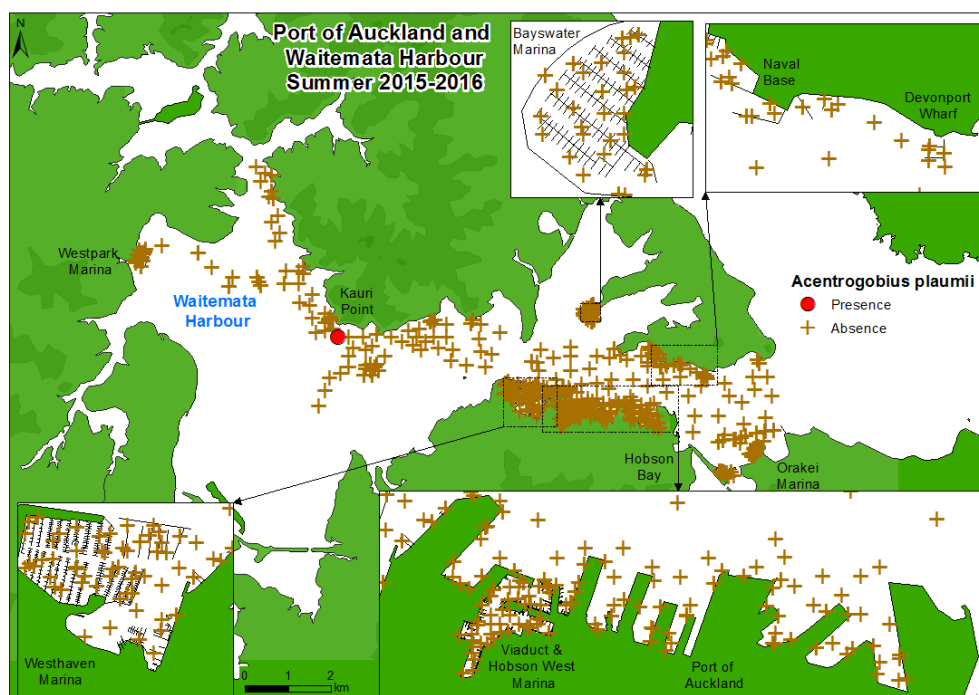 N
Port of Auckland and
Waitemata Harbour
Summer 2015-2016
Bayswater
Marina
Naval
Base
Devonport
Wharf
Westpark
Marina
Waitemata
Harbour
Kauri
Point
Acentrogobius plaumii
Presence
Absence
Hobson
Bay
Orakei
Marina
Westhaven
Marina
0 1 2
km
Viaduct &
Hobson West
Marina
Port of
Auckland